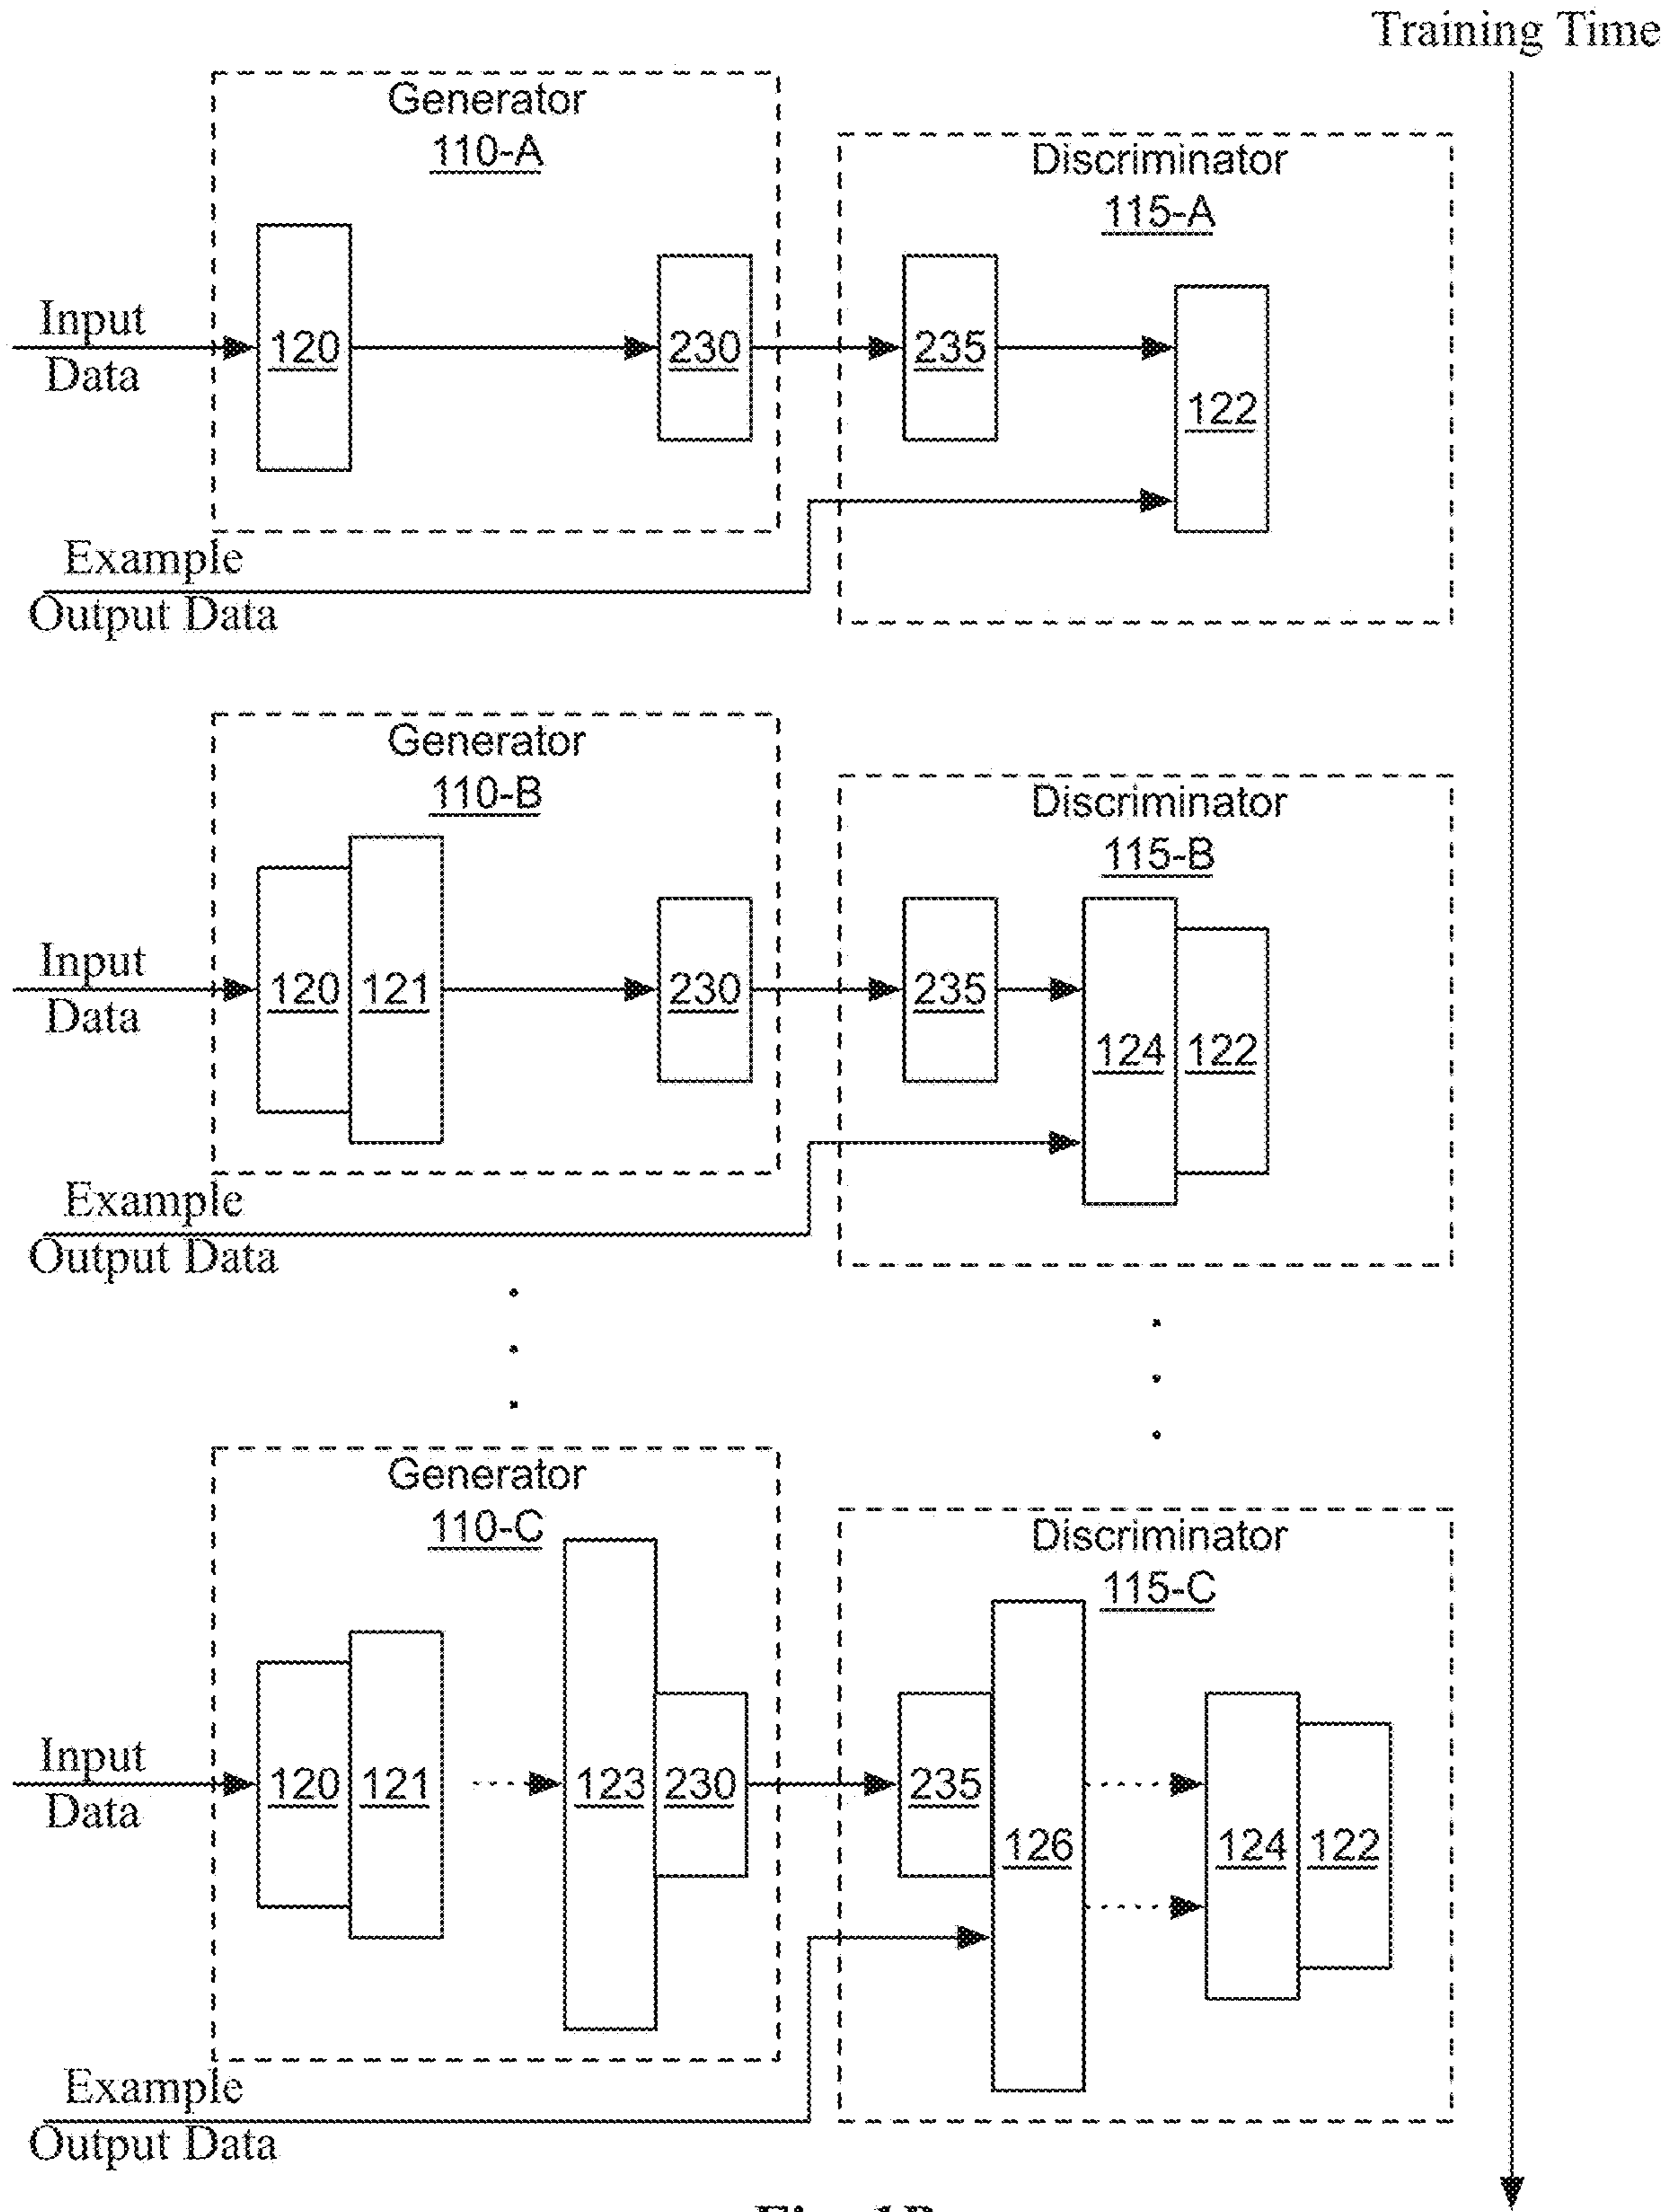 Training Time
Generator
110-A
Discriminator
115-A
Input
Data
120
230
235
122
Example
Output Data
Generator
110-B
Discriminator
115-B
Input
Data
120
121
230
235
124
122
Example
Output Data
Generator
110-C
Discriminator
115-C
Input
Data
120
121
123
230
235
126
124
122
Example
Output Data